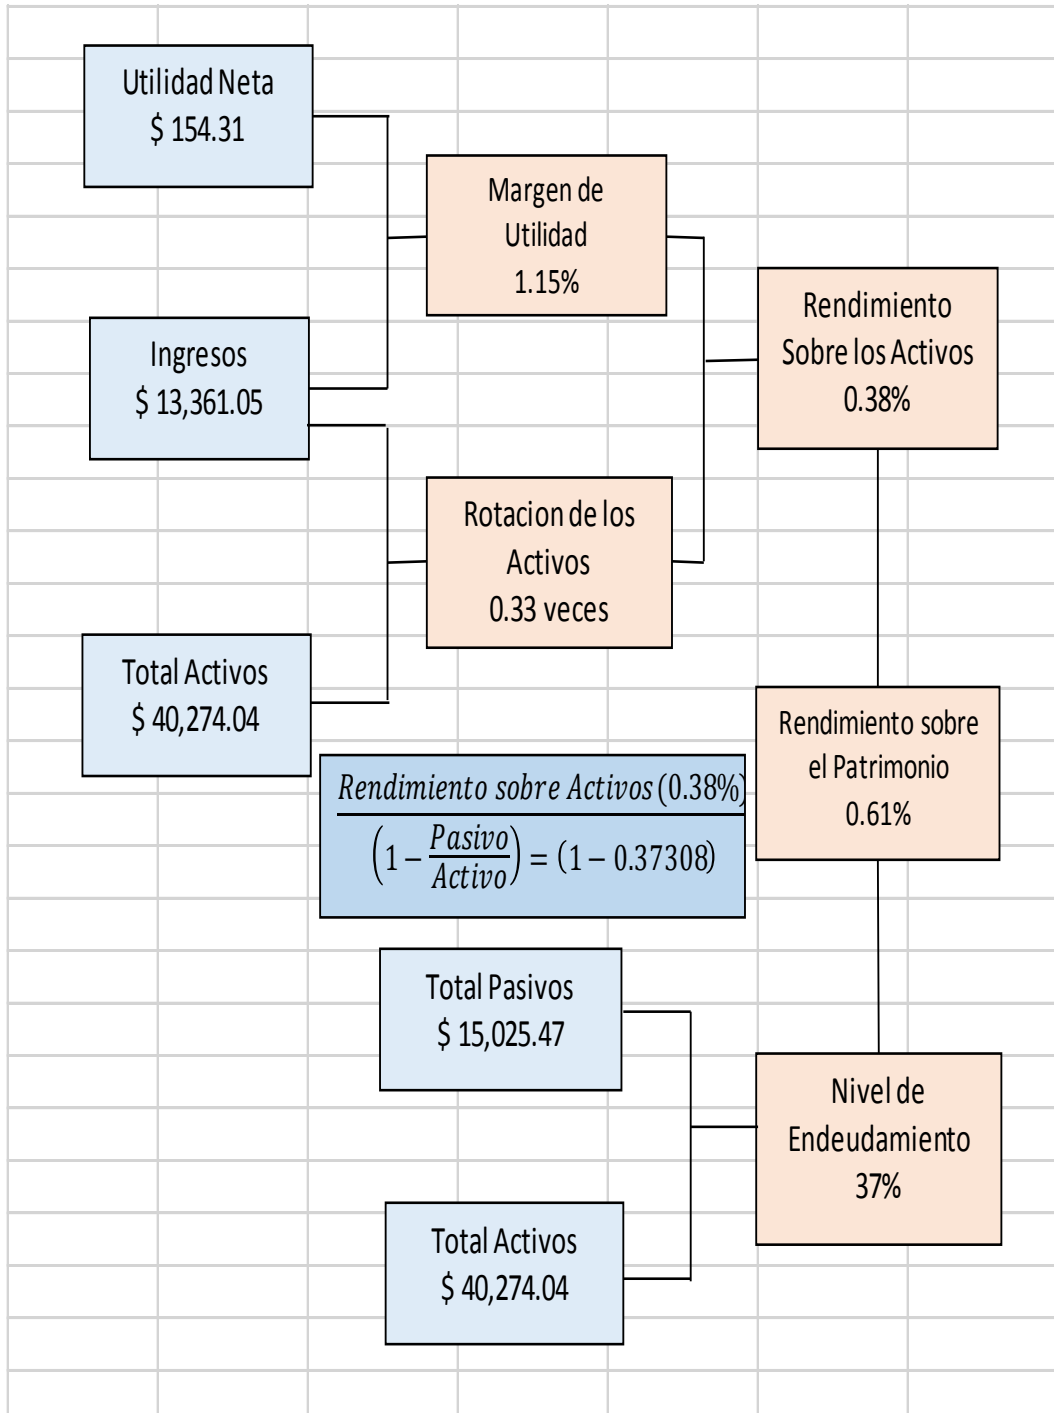 Utilidad Neta
$ 154.31
Margen de
Utilidad
1.15%
Rendimiento
Sobre los Activos
0.38%
Ingresos
$ 13,361.05
Rotacion de los
Activos
0.33 veces
Total Activos
$ 40,274.04
Rendimiento sobre
el Patrimonio
0.61%
Rendimiento sobre Activos (0.38%)
(1 − Pasivo/Activo) = (1 − 0.37308)
Total Pasivos
$ 15,025.47
Nivel de
Endeudamiento
37%
Total Activos
$ 40,274.04